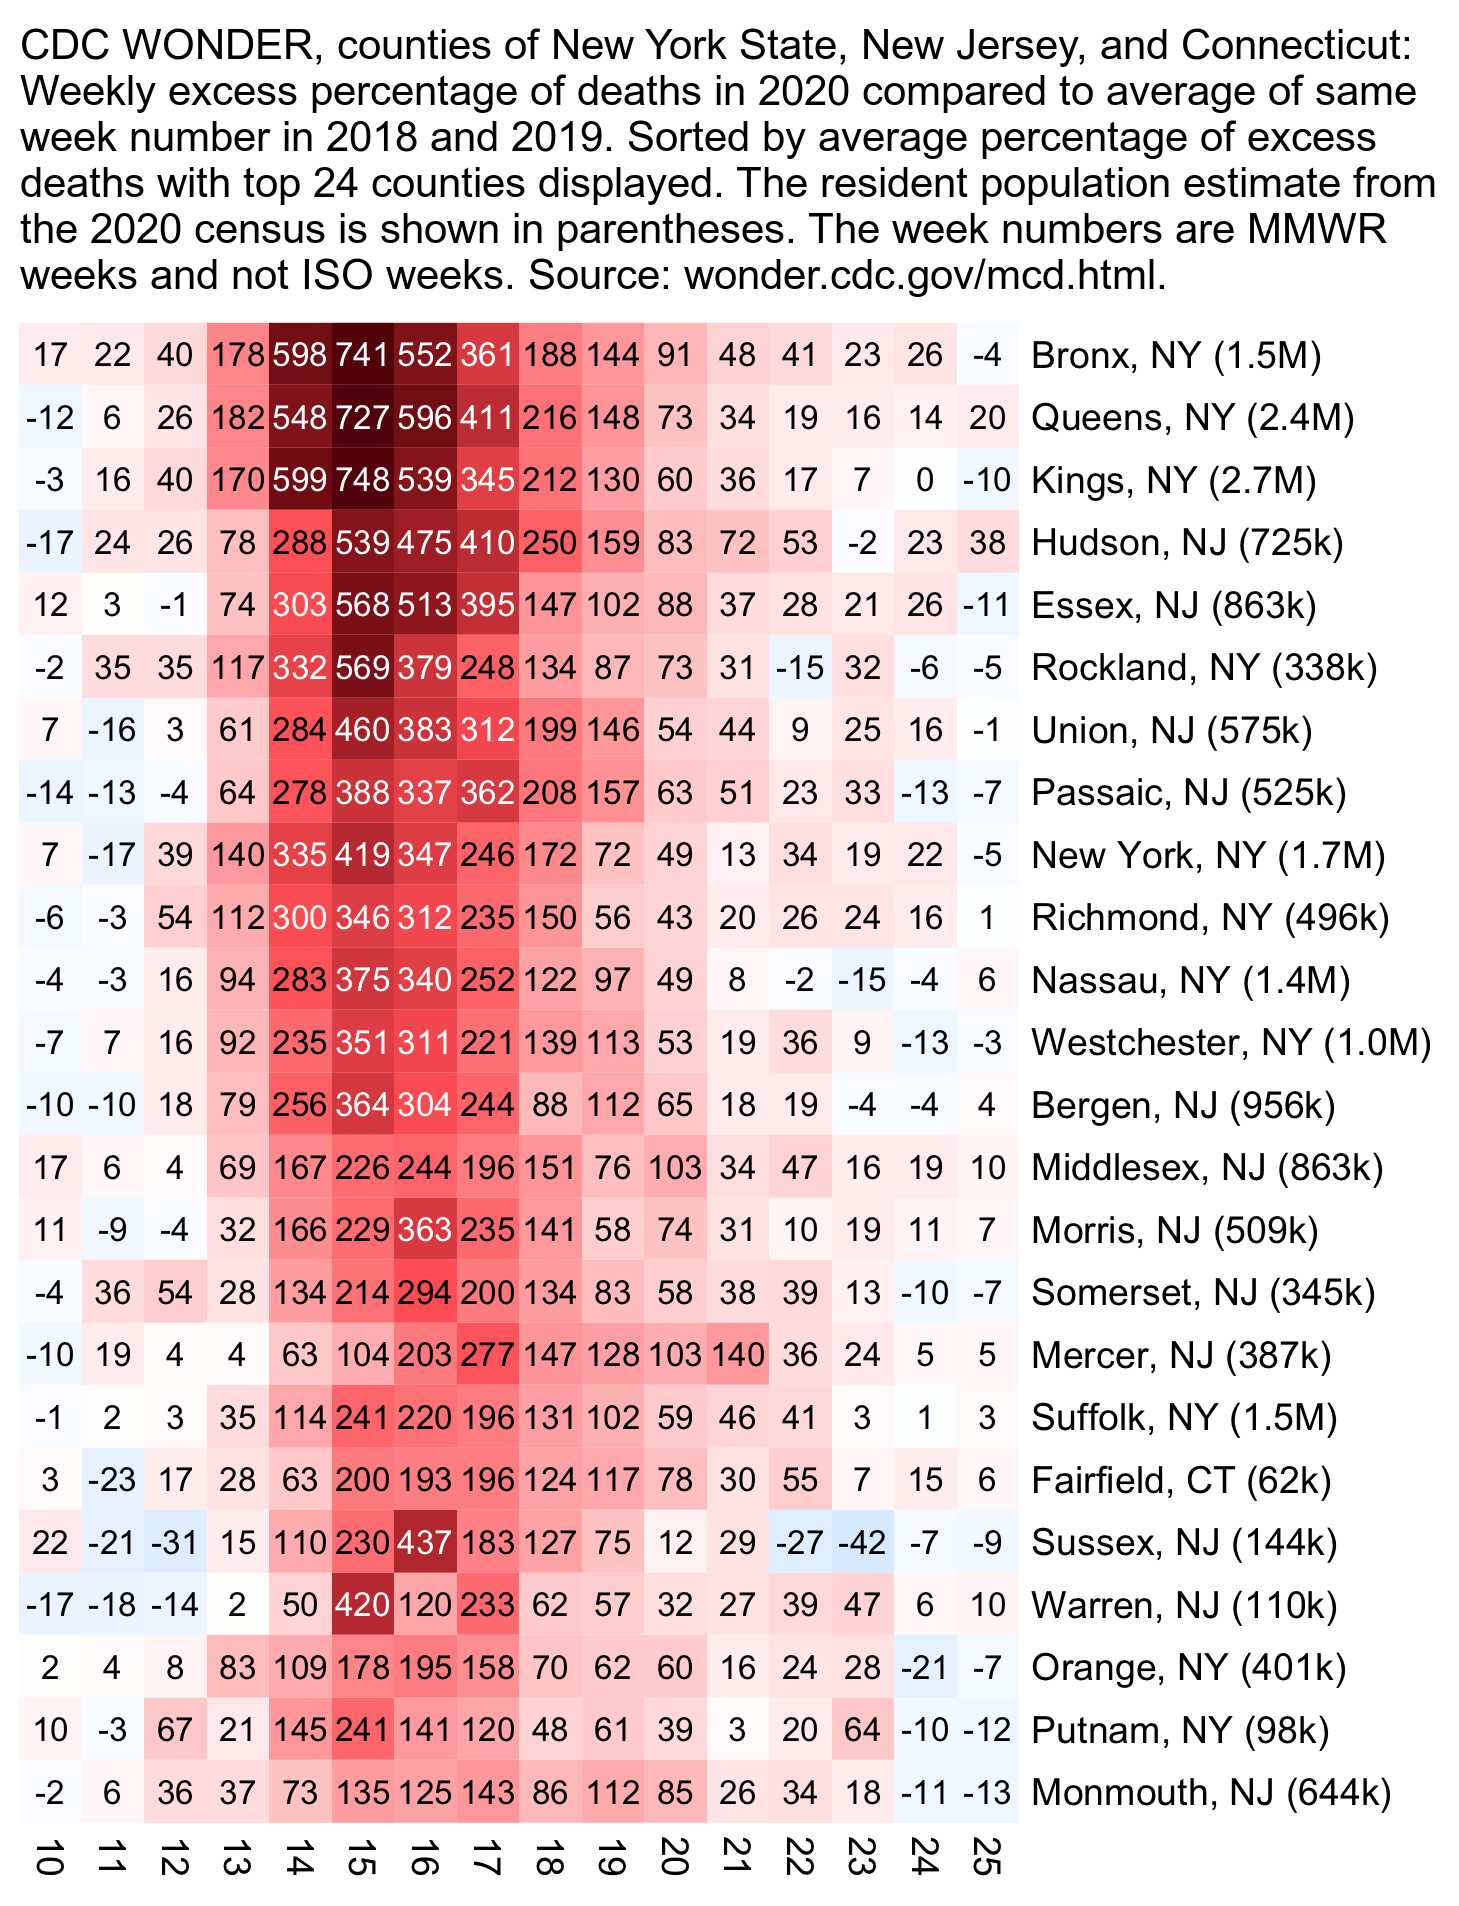 CDC WONDER, counties of New York State, New Jersey, and Connecticut:
Weekly excess percentage of deaths in 2020 compared to average of same
week number in 2018 and 2019. Sorted by average percentage of excess
deaths with top 24 counties displayed. The resident population estimate from
the 2020 census is shown in parentheses. The week numbers are MMWR
weeks and not ISO weeks. Source: wonder.cdc.gov/mcd.html.
17 22 40 178 598 741 552 361 188 144 91 48 41 23 26 -4 Bronx, NY (1.5M)
-12 6 26 182 548 727 596 411 216 148 73 34 19 16 14 20 Queens, NY (2.4M)
-3 16 40 170 599 748 539 345 212 130 60 36 17 7 0 -10 Kings, NY (2.7M)
-17 24 26 78 288 539 475 410 250 159 83 72 53 -2 23 38 Hudson, NJ (725k)
12 3 -1 74 303 568 513 395 147 102 88 37 28 21 26 -11 Essex, NJ (863k)
-2 35 35 117 332 569 379 248 134 87 73 31 -15 32 -6 -5 Rockland, NY (338k)
7 -16 3 61 284 460 383 312 199 146 54 44 9 25 16 -1 Union, NJ (575k)
-14 -13 -4 64 278 388 337 362 208 157 63 51 23 33 -13 -7 Passaic, NJ (525k)
7 -17 39 140 335 419 347 246 172 72 49 13 34 19 22 -5 New York, NY (1.7M)
-6 -3 54 112 300 346 312 235 150 56 43 20 26 24 16 1 Richmond, NY (496k)
-4 -3 16 94 283 375 340 252 122 97 49 8 -2 -15 -4 6 Nassau, NY (1.4M)
-7 7 16 92 235 351 311 221 139 113 53 19 36 9 -13 -3 Westchester, NY (1.0M)
-10 -10 18 79 256 364 304 244 88 112 65 18 19 -4 -4 4 Bergen, NJ (956k)
17 6 4 69 167 226 244 196 151 76 103 34 47 16 19 10 Middlesex, NJ (863k)
11 -9 -4 32 166 229 363 235 141 58 74 31 10 19 11 7 Morris, NJ (509k)
-4 36 54 28 134 214 294 200 134 83 58 38 39 13 -10 -7 Somerset, NJ (345k)
-10 19 4 4 63 104 203 277 147 128 103 140 36 24 5 5 Mercer, NJ (387k)
-1 2 3 35 114 241 220 196 131 102 59 46 41 3 1 3 Suffolk, NY (1.5M)
3 -23 17 28 63 200 193 196 124 117 78 30 55 7 15 6 Fairfield, CT (62k)
22 -21 -31 15 110 230 437 183 127 75 12 29 -27 -42 -7 -9 Sussex, NJ (144k)
-17 -18 -14 2 50 420 120 233 62 57 32 27 39 47 6 10 Warren, NJ (110k)
2 4 8 83 109 178 195 158 70 62 60 16 24 28 -21 -7 Orange, NY (401k)
10 -3 67 21 145 241 141 120 48 61 39 3 20 64 -10 -12 Putnam, NY (98k)
-2 6 36 37 73 135 125 143 86 112 85 26 34 18 -11 -13 Monmouth, NJ (644k)
10 11 12 13 14 15 16 17 18 19 20 21 22 23 24 25